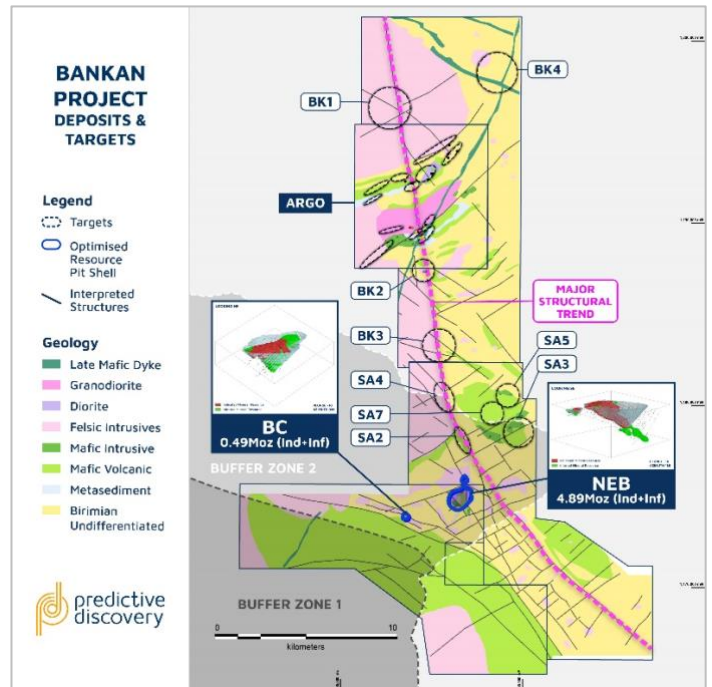 BANKAN
PROJECT
DEPOSITS &
TARGETS
Legend
Targets
Optimised
Resource
Pit Shell
Interpreted
Structures
Geology
Late Mafic Dyke
Granodiorite
Diorite
Felsic Intrusives
Mafic Intrusive
Mafic Volcanic
Metasediment
Birimian
Undifferentiated
predictive
discovery
BK4
BK1
ARGO
BK2
MAJOR
STRUCTURAL
TREND
BK3
SA5
SA3
SA4
SA7
SA2
BC
0.49Moz (Ind+Inf)
NEB
4.89Moz (Ind+Inf)
BUFFER ZONE 2
BUFFER ZONE 1
0 10
kilometers